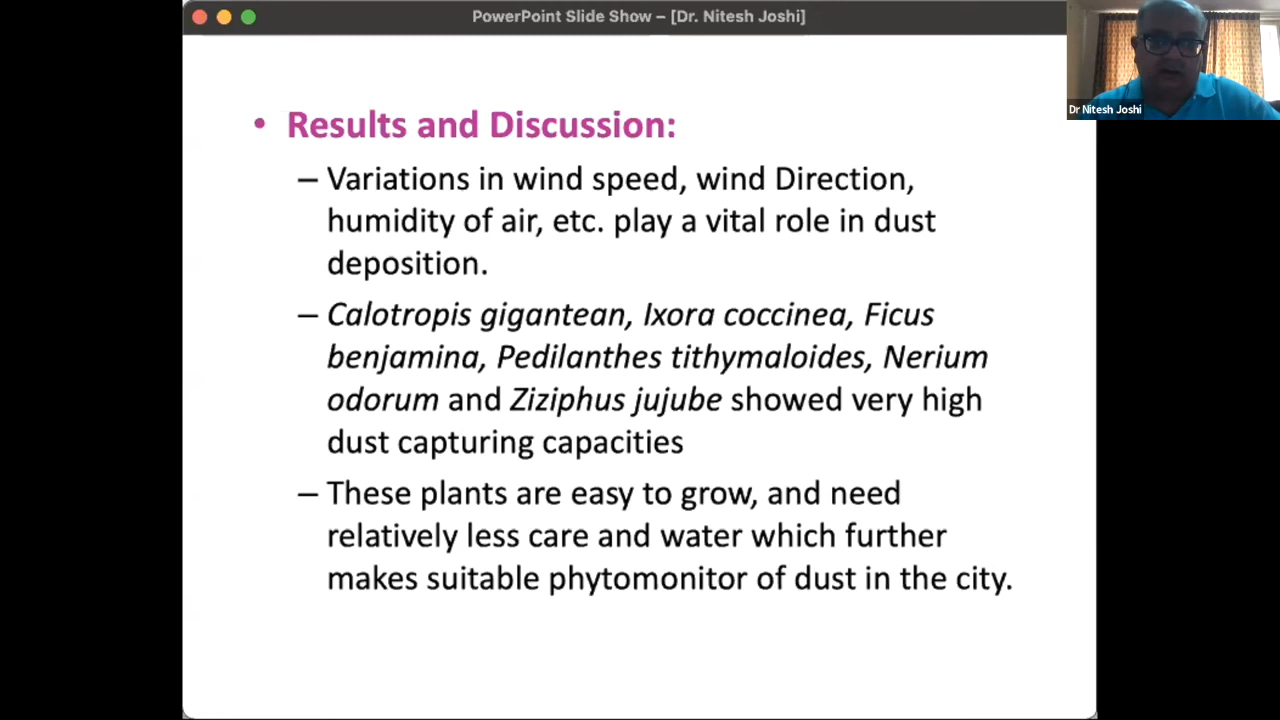 PowerPoint Slide Show – [Dr. Nitesh Joshi]
Dr Nitesh Joshi
• Results and Discussion:
– Variations in wind speed, wind Direction,
humidity of air, etc. play a vital role in dust
deposition.
– Calotropis gigantean, Ixora coccinea, Ficus
benjamina, Pedilanthes tithymaloides, Nerium
odorum and Ziziphus jujube showed very high
dust capturing capacities
– These plants are easy to grow, and need
relatively less care and water which further
makes suitable phytomonitor of dust in the city.